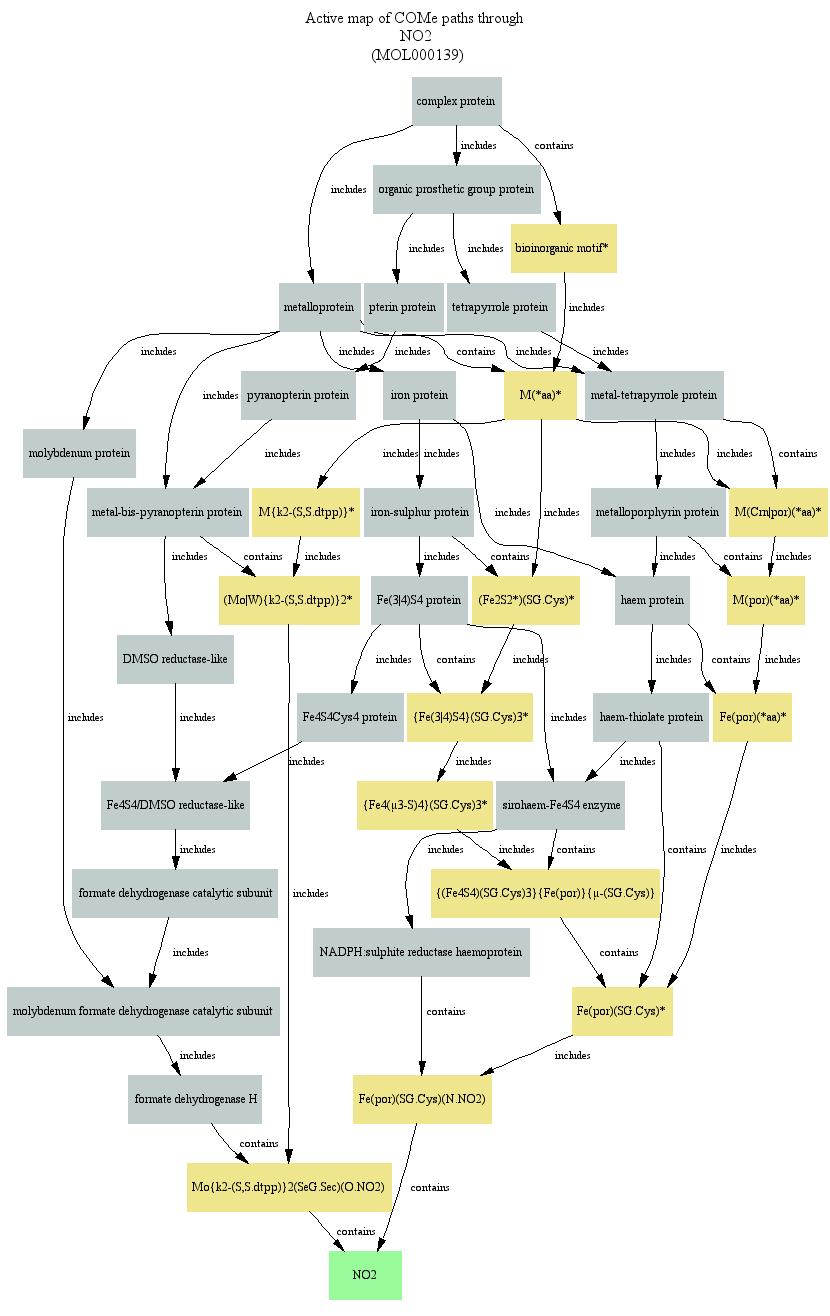 Active map of COMe paths through
NO2
(MOL000139)
complex protein
includes
contains
includes
organic prosthetic group protein
bioinorganic motif*
includes
includes
includes
metalloprotein
pterin protein
tetrapyrrole protein
includes
includes
includes
contains
includes
includes
includes
pyranopterin protein
iron protein
M(*aa)*
metal-tetrapyrrole protein
molybdenum protein
includes
includes
includes
includes
includes
contains
metal-bis-pyranopterin protein
M{k2-(S,S.dtpp)}*
iron-sulphur protein
metalloporphyrin protein
M(Crn|por)(*aa)*
includes
includes
includes
contains
includes
includes
contains
includes
contains
includes
(Mo|W){k2-(S,S.dtpp)}2*
Fe(3|4)S4 protein
(Fe2S2*)(SG.Cys)*
haem protein
M(por)(*aa)*
DMSO reductase-like
includes
contains
includes
includes
contains
includes
includes
includes
includes
Fe4S4Cys4 protein
{Fe(3|4)S4}(SG.Cys)3*
haem-thiolate protein
Fe(por)(*aa)*
includes
includes
includes
Fe4S4/DMSO reductase-like
{Fe4(μ3-S)4}(SG.Cys)3*
sirohaem-Fe4S4 enzyme
includes
includes
includes
contains
contains
includes
formate dehydrogenase catalytic subunit
includes
{(Fe4S4)(SG.Cys)3}{Fe(por)}{μ-(SG.Cys)}
includes
NADPH:sulphite reductase haemoprotein
contains
molybdenum formate dehydrogenase catalytic subunit
contains
Fe(por)(SG.Cys)*
includes
includes
formate dehydrogenase H
Fe(por)(SG.Cys)(N.NO2)
contains
Mo{k2-(S,S.dtpp)}2(SeG.Sec)(O.NO2)
contains
contains
NO2